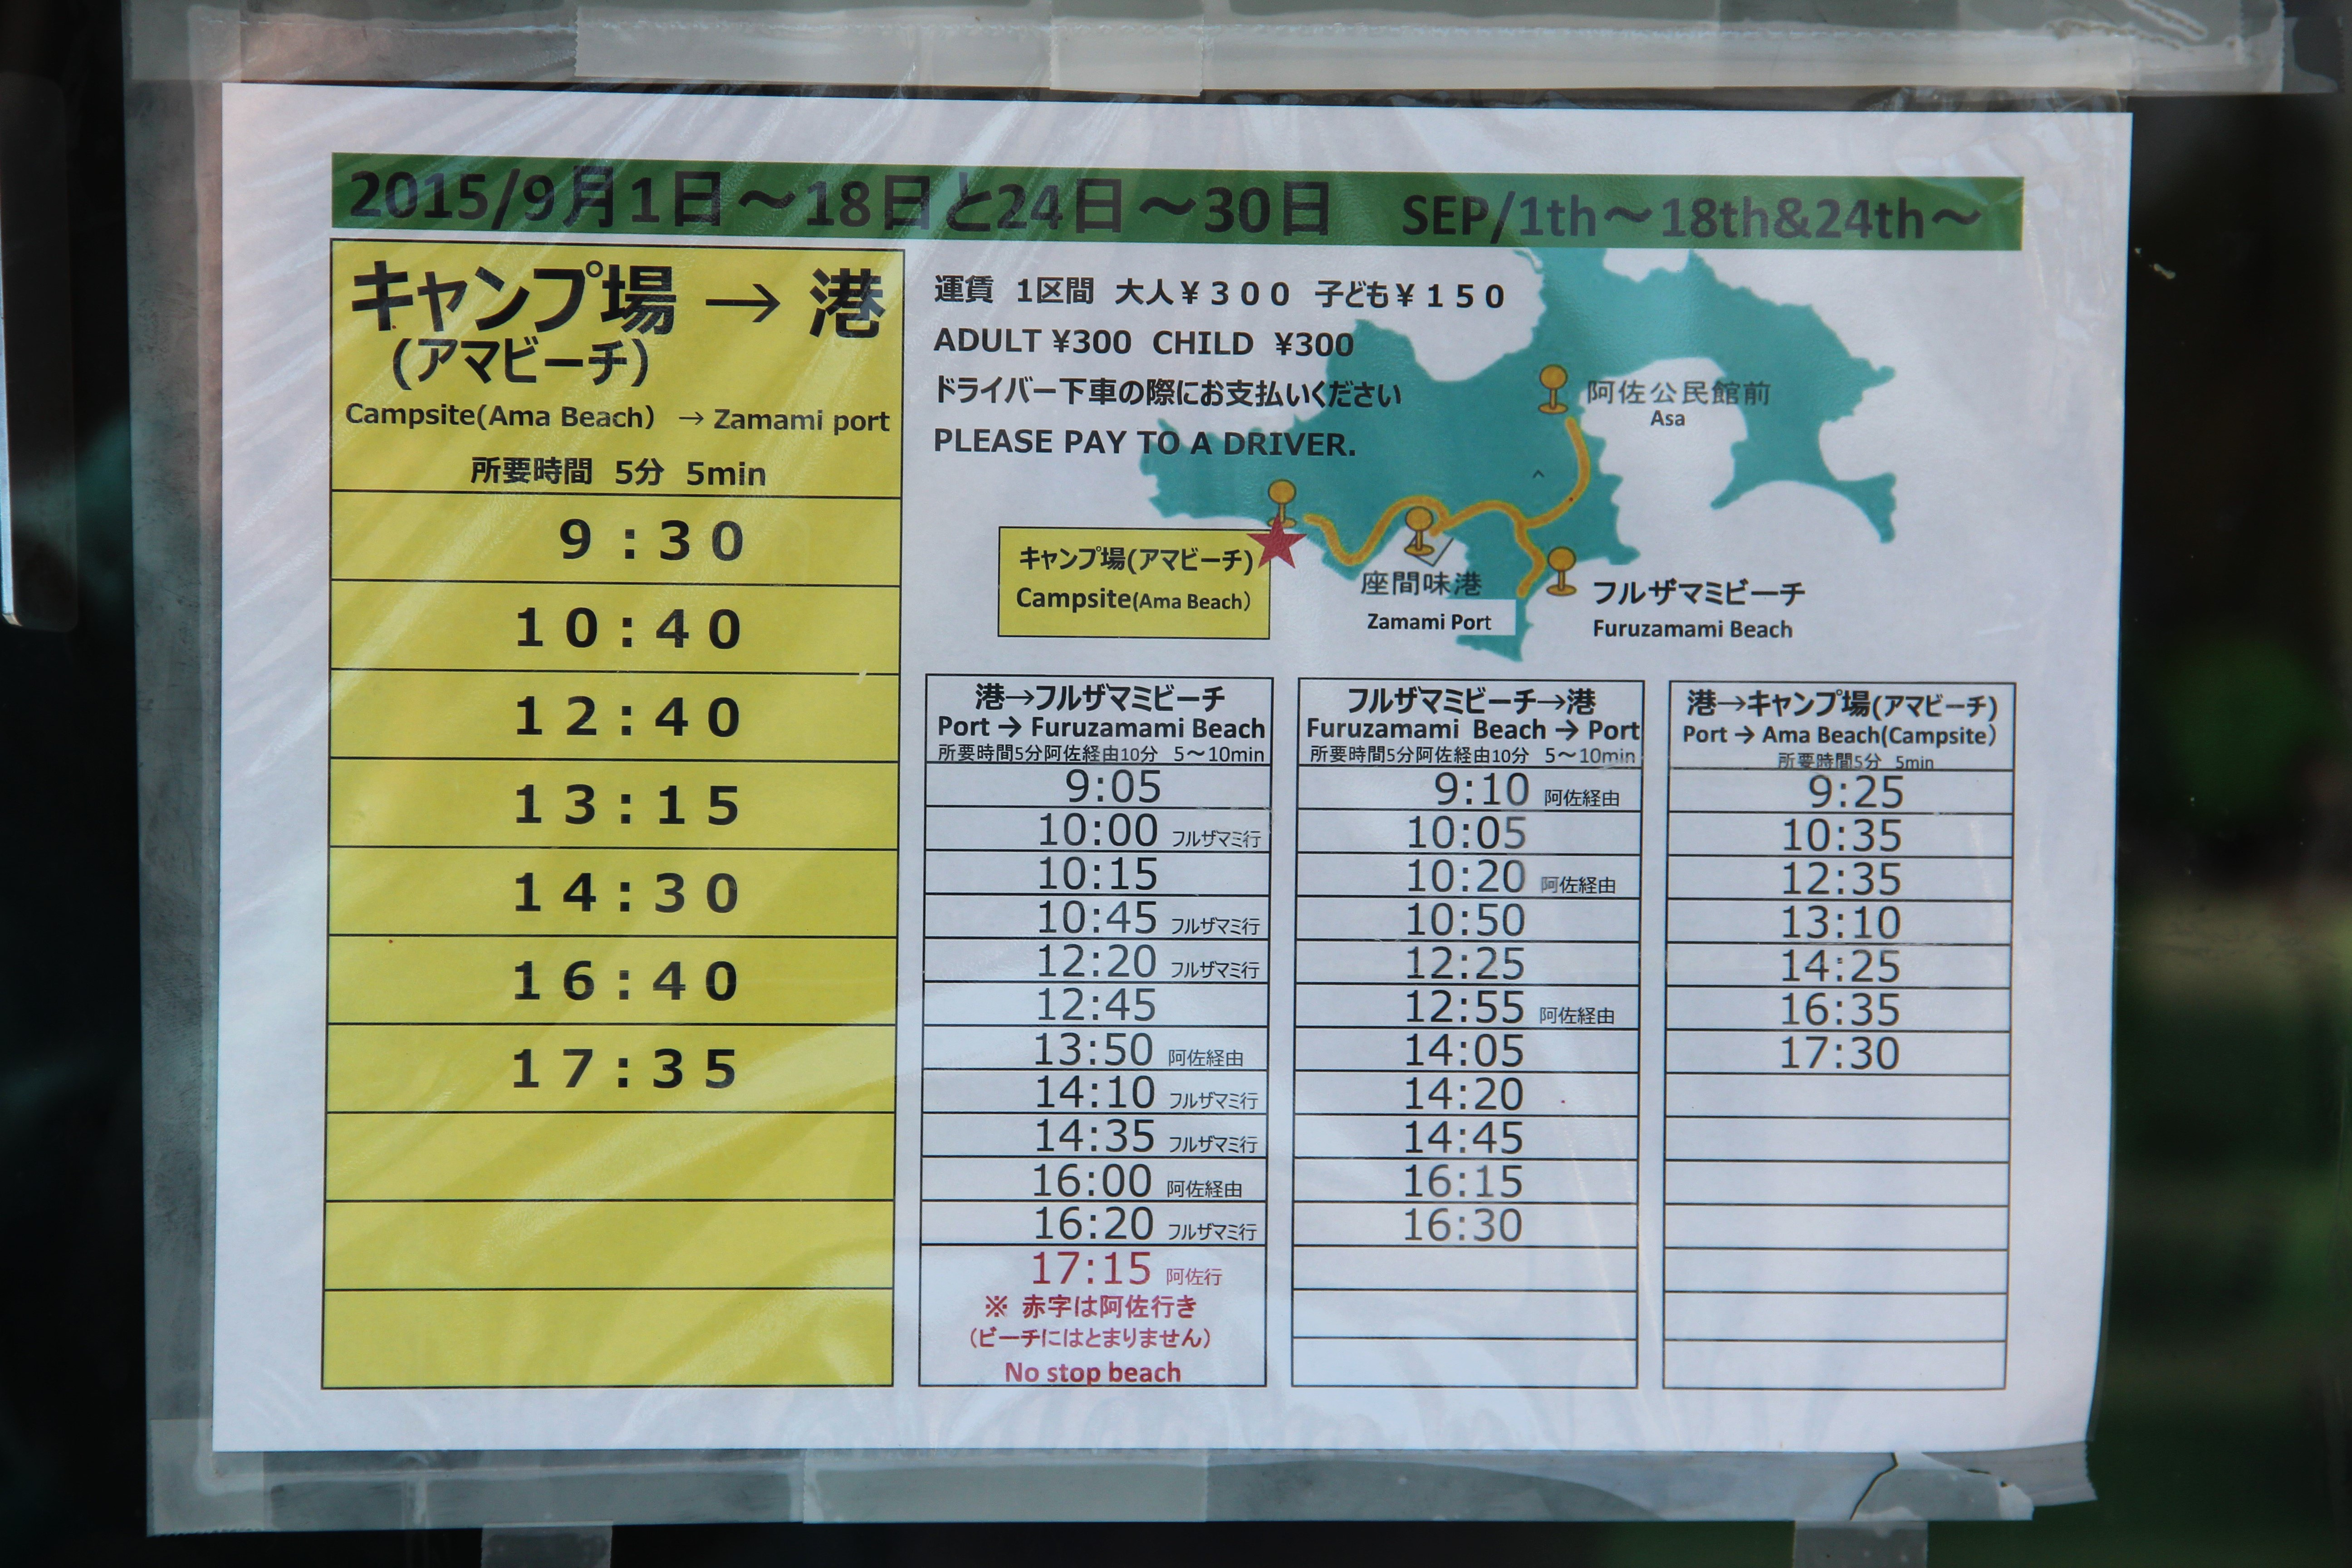 2015/9月1日～18日と24日～30日 SEP/1th～18th&24th～
キャンプ場 → 港
(アマビーチ)
Campsite(Ama Beach) → Zamami port
所要時間 5分 5min
9:30
10:40
12:40
13:15
14:30
16:40
17:35
運賃 1区間 大人¥300 子ども¥150
ADULT ¥300 CHILD ¥300
ドライバー下車の際にお支払いください
PLEASE PAY TO A DRIVER.
阿佐公民館前
Asa
キャンプ場(アマビーチ)
Campsite(Ama Beach)
座間味港
Zamami Port
フルザマミビーチ
Furuzamami Beach
港→フルザマミビーチ
Port → Furuzamami Beach
所要時間5分阿佐経由10分 5～10min
9:05
10:00 フルザマミ行
10:15
10:45 フルザマミ行
12:20 フルザマミ行
12:45
13:50 阿佐経由
14:10 フルザマミ行
14:35 フルザマミ行
16:00 阿佐経由
16:20 フルザマミ行
17:15 阿佐行
※ 赤字は阿佐行き
(ビーチにはとまりません)
No stop beach
フルザマミビーチ→港
Furuzamami Beach → Port
所要時間5分阿佐経由10分 5～10min
9:10 阿佐経由
10:05
10:20 阿佐経由
10:50
12:25
12:55 阿佐経由
14:05
14:20
14:45
16:15
16:30
港→キャンプ場(アマビーチ)
Port → Ama Beach(Campsite)
所要時間5分 5min
9:25
10:35
12:35
13:10
14:25
16:35
17:30